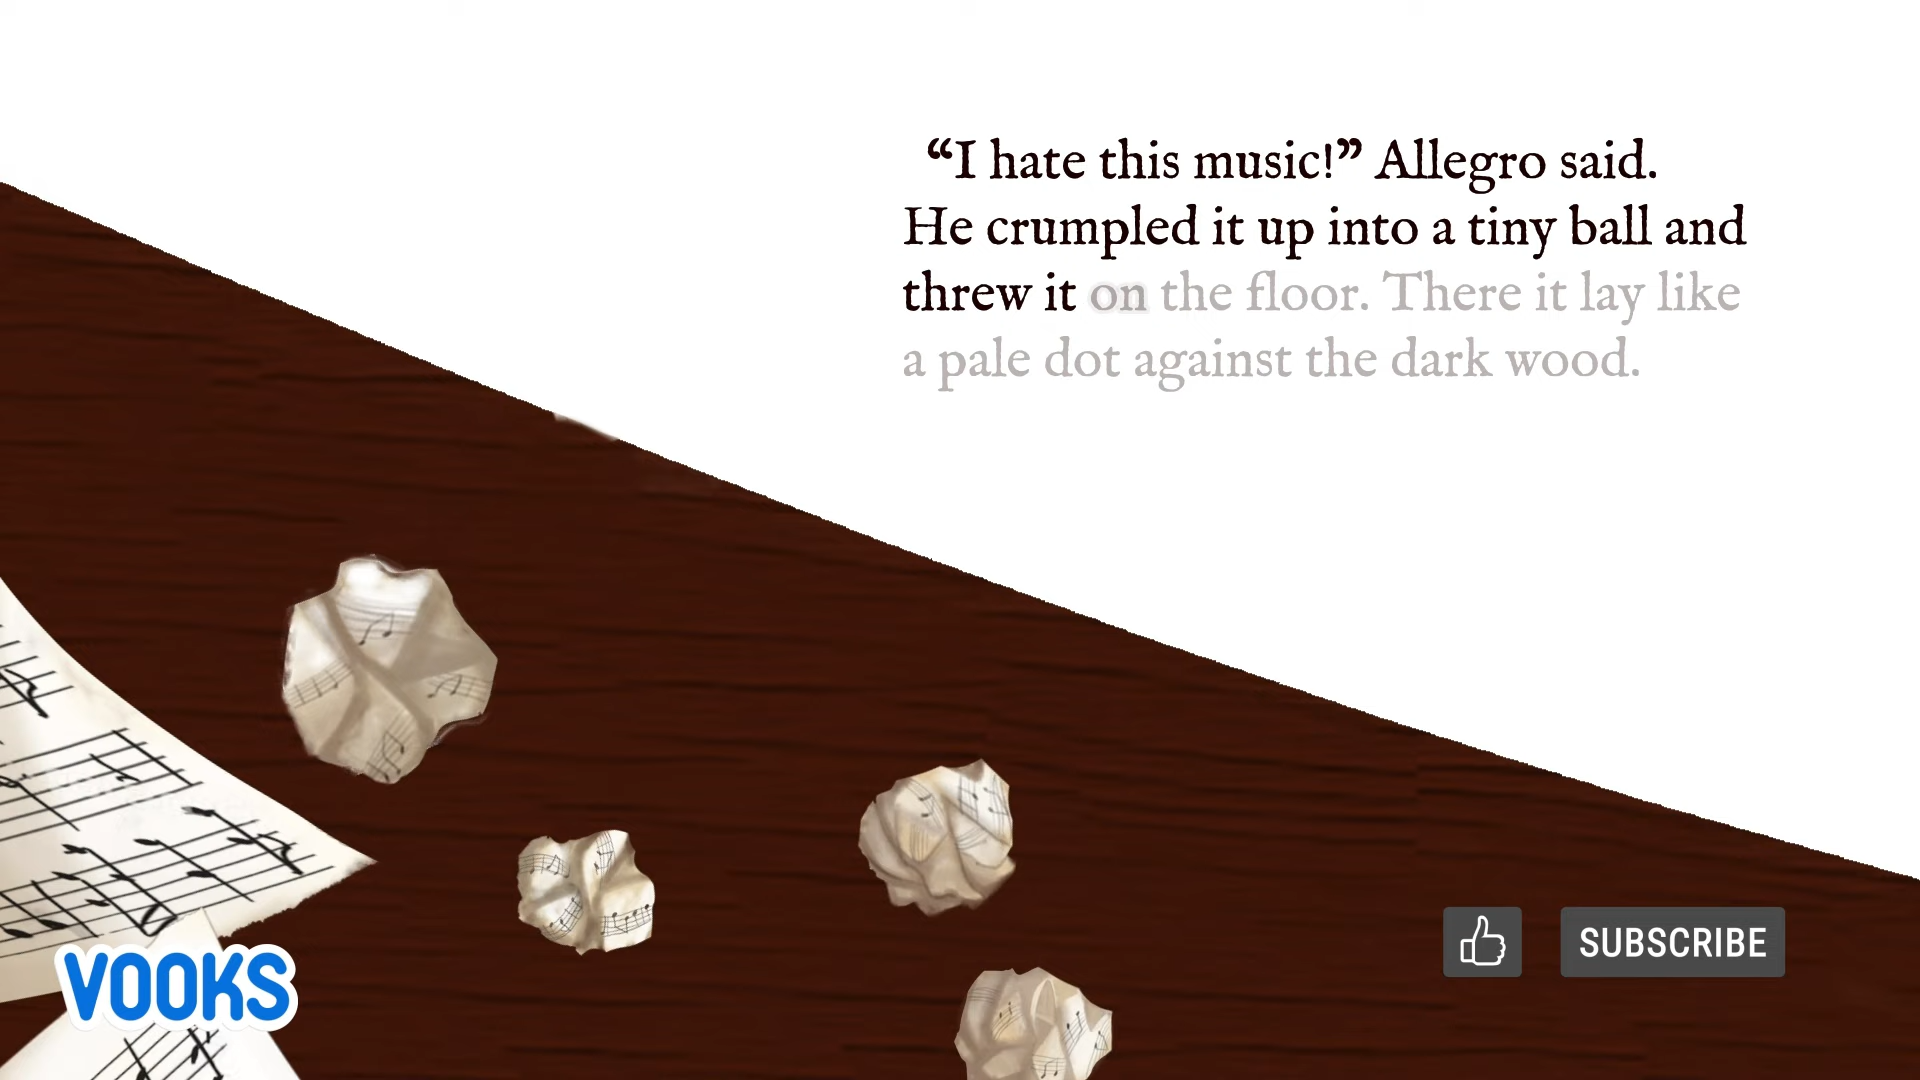 “I hate this music!” Allegro said.
He crumpled it up into a tiny ball and
threw it on the floor. There it lay like
a pale dot against the dark wood.
SUBSCRIBE
VOOKS